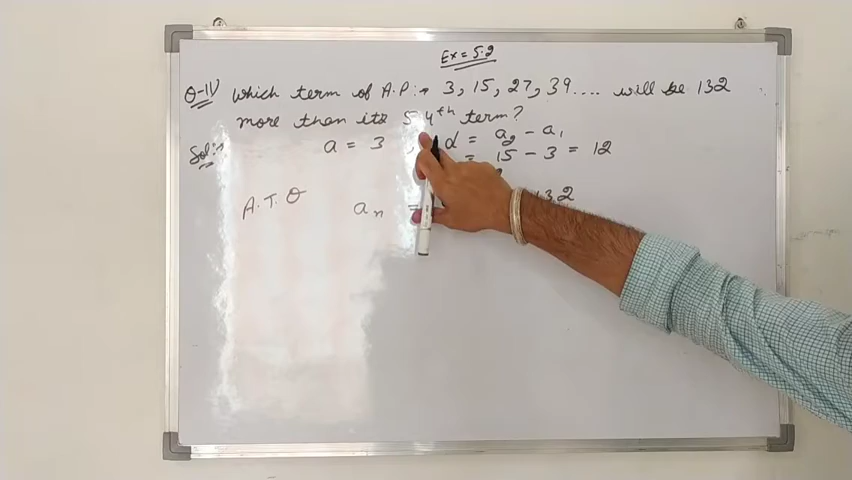 Ex = 5.2
Q-11) Which term of A.P:→ 3, 15, 27, 39.... will be 132
more than its 54th term?
Sol:→ a = 3 , d = a2 - a1
= 15 - 3 = 12
A.T.Q an = 132